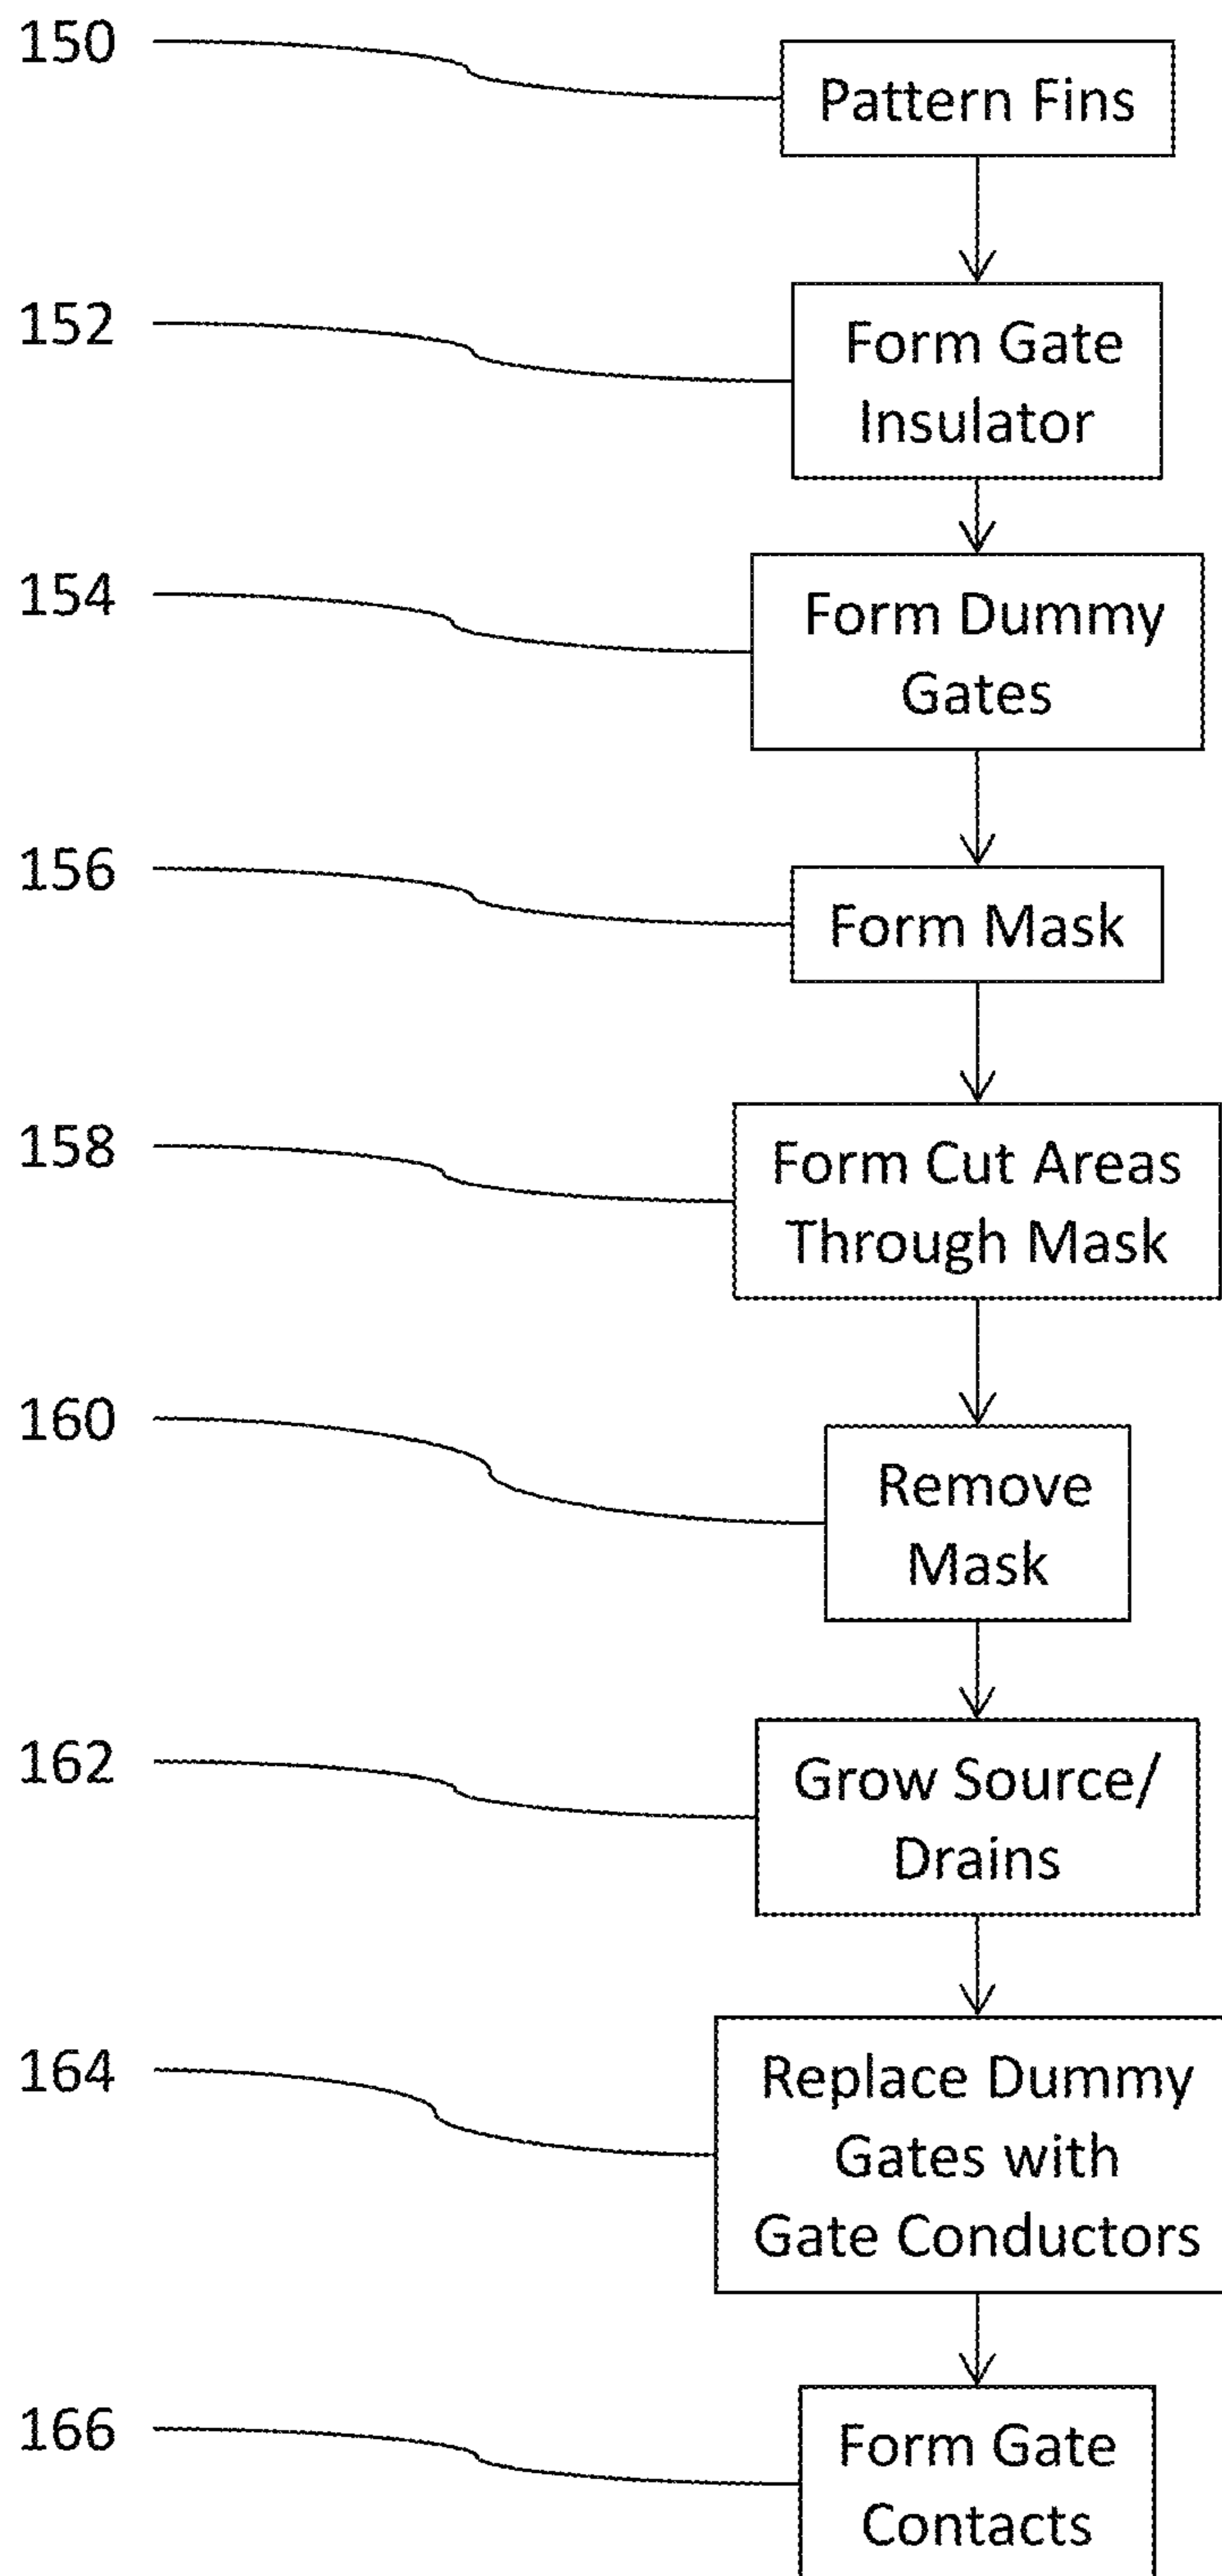 150
Pattern Fins
152
Form Gate
Insulator
154
Form Dummy
Gates
156
Form Mask
158
Form Cut Areas
Through Mask
160
Remove
Mask
162
Grow Source/
Drains
164
Replace Dummy
Gates with
Gate Conductors
166
Form Gate
Contacts